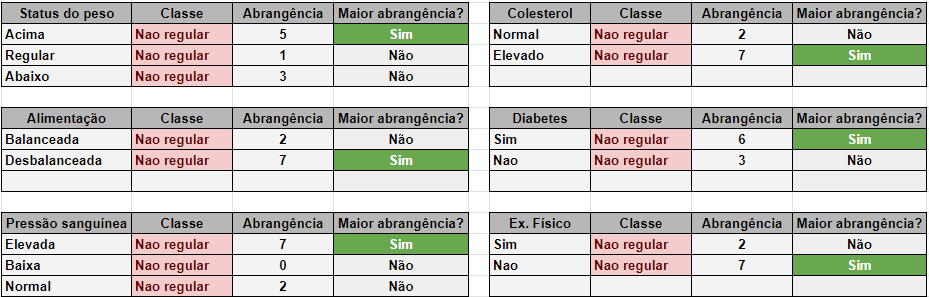 Status do peso Classe Abrangência Maior abrangência? Colesterol Classe Abrangência Maior abrangência?
Acima Nao regular 5 Sim Normal Nao regular 2 Não
Regular Nao regular 1 Não Elevado Nao regular 7 Sim
Abaixo Nao regular 3 Não
Alimentação Classe Abrangência Maior abrangência? Diabetes Classe Abrangência Maior abrangência?
Balanceada Nao regular 2 Não Sim Nao regular 6 Sim
Desbalanceada Nao regular 7 Sim Nao Nao regular 3 Não
Pressão sanguínea Classe Abrangência Maior abrangência? Ex. Físico Classe Abrangência Maior abrangência?
Elevada Nao regular 7 Sim Sim Nao regular 2 Não
Baixa Nao regular 0 Não Nao Nao regular 7 Sim
Normal Nao regular 2 Não